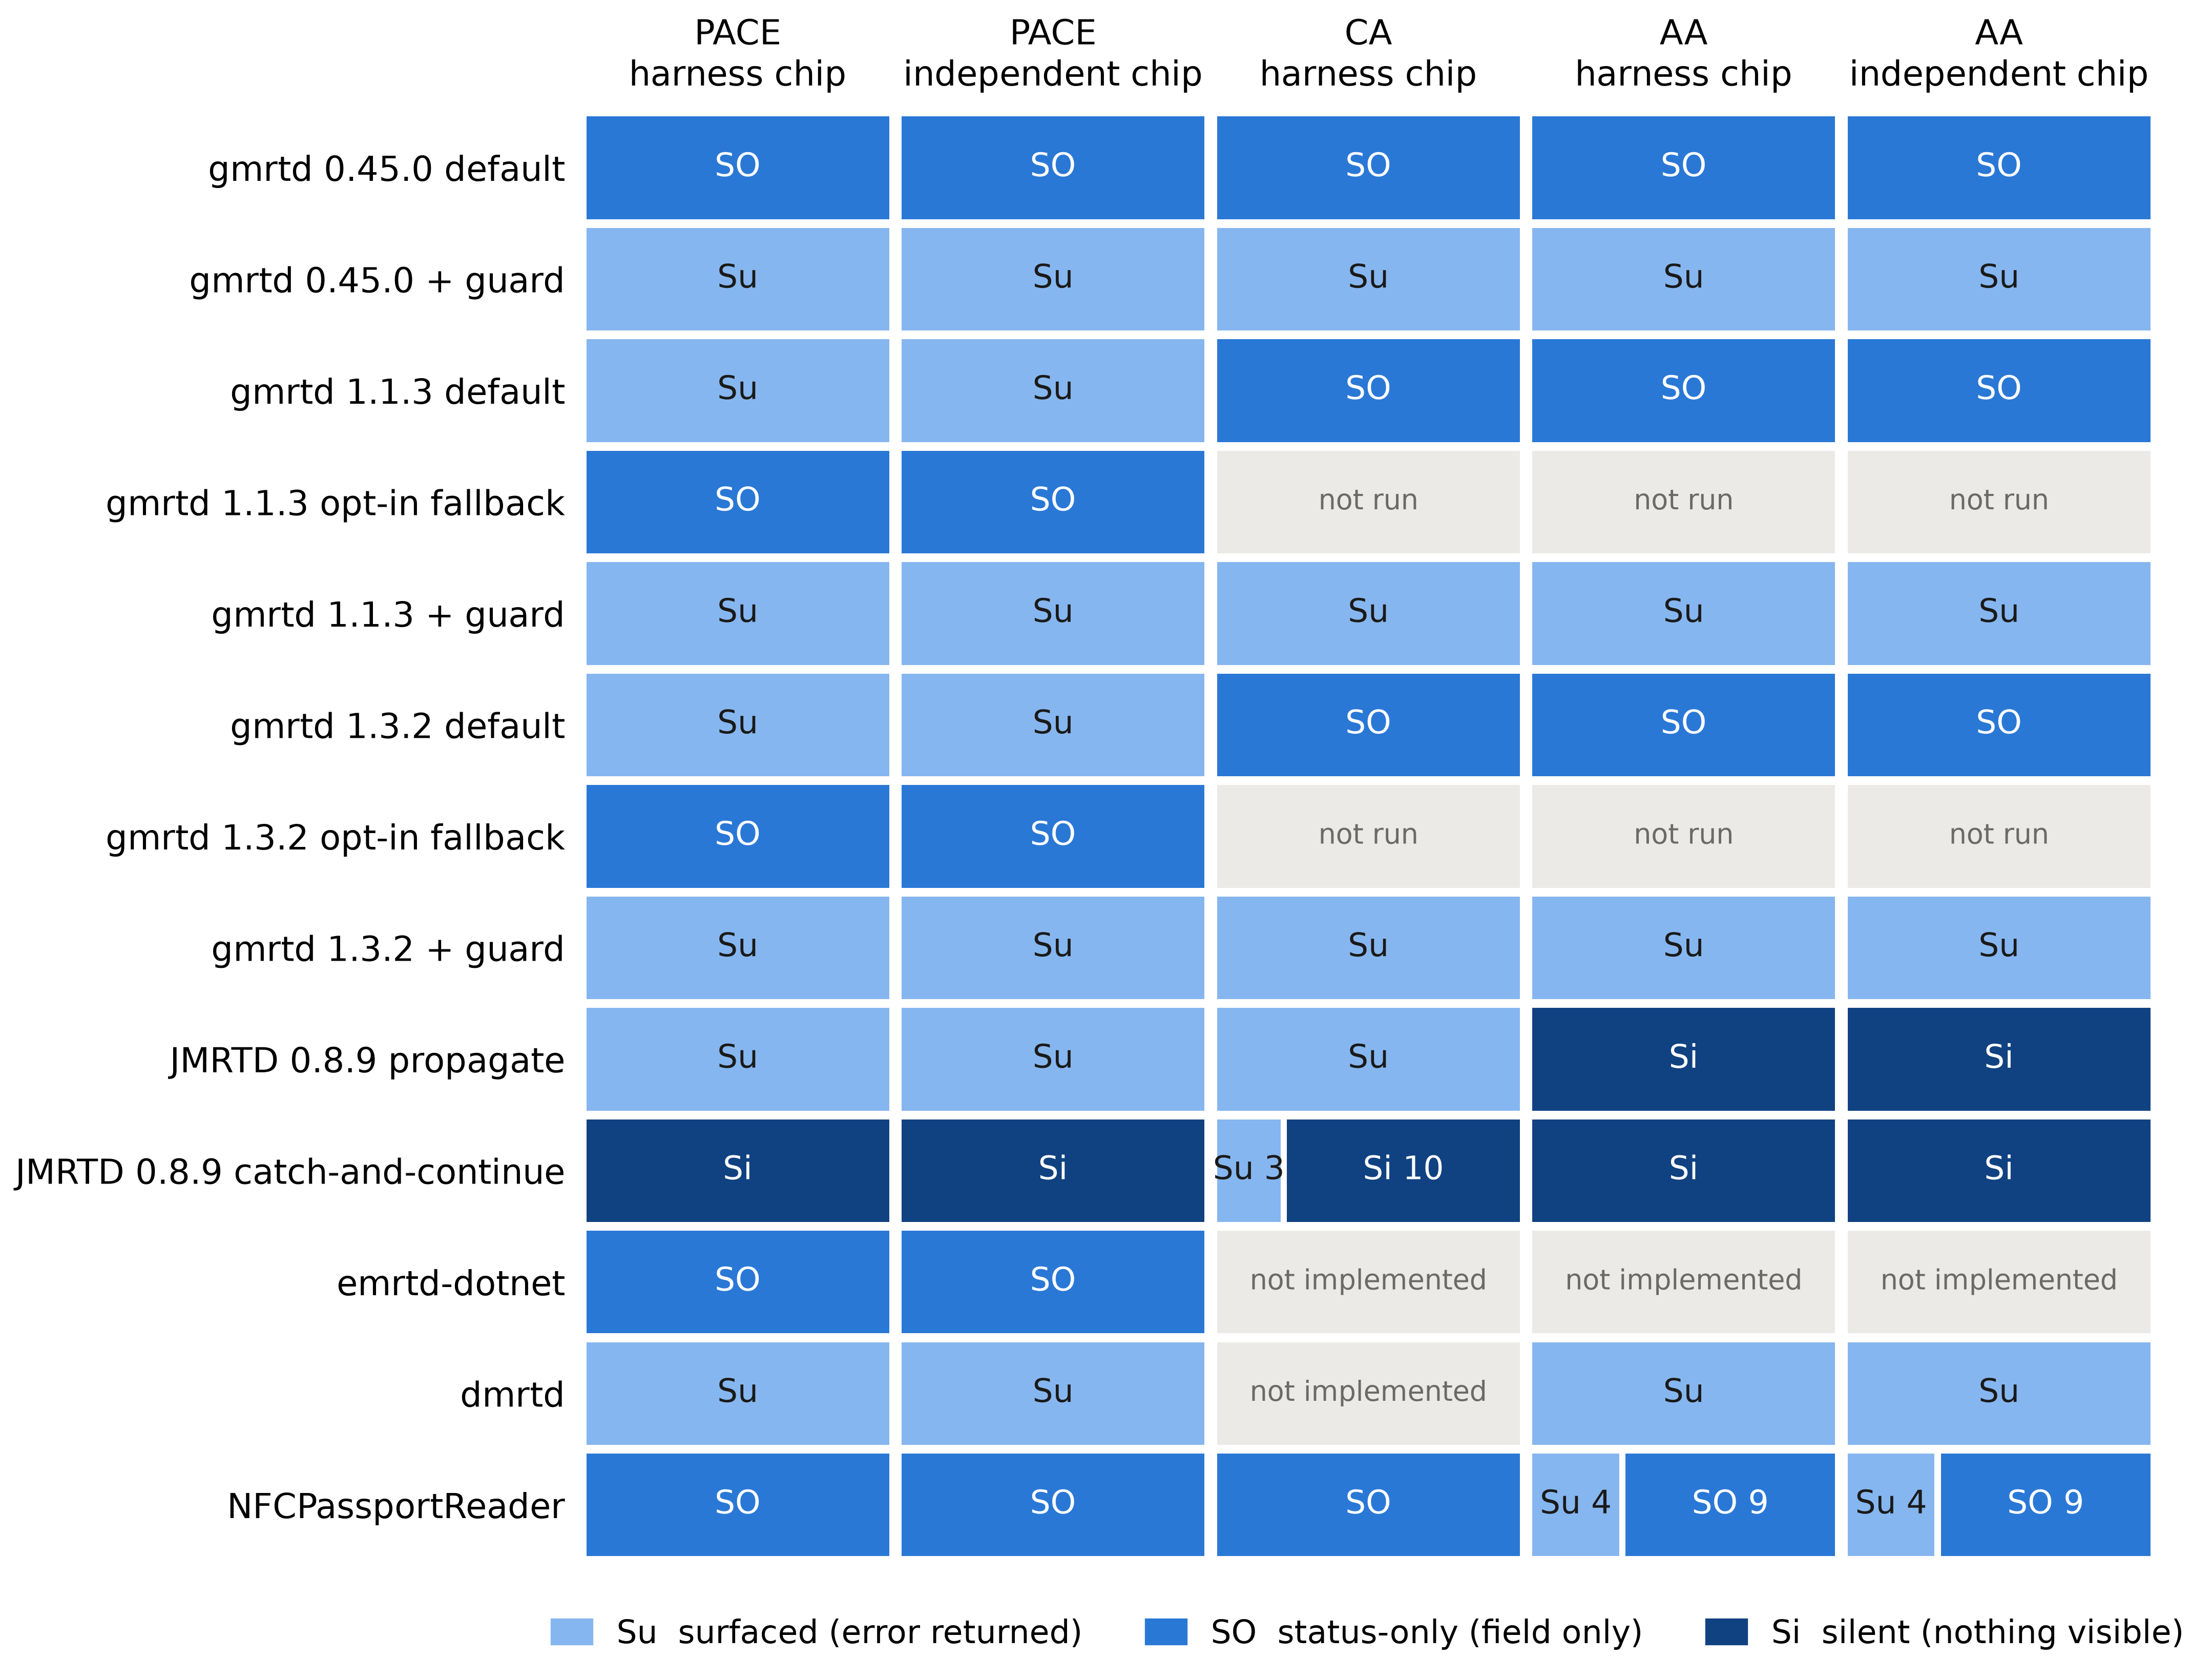 PACE harness chip
PACE independent chip
CA harness chip
AA harness chip
AA independent chip
gmrtd 0.45.0 default SO SO SO SO SO
gmrtd 0.45.0 + guard Su Su Su Su Su
gmrtd 1.1.3 default Su Su SO SO SO
gmrtd 1.1.3 opt-in fallback SO SO not run not run not run
gmrtd 1.1.3 + guard Su Su Su Su Su
gmrtd 1.3.2 default Su Su SO SO SO
gmrtd 1.3.2 opt-in fallback SO SO not run not run not run
gmrtd 1.3.2 + guard Su Su Su Su Su
JMRTD 0.8.9 propagate Su Su Su Si Si
JMRTD 0.8.9 catch-and-continue Si Si Su 3 Si 10 Si Si
emrtd-dotnet SO SO not implemented not implemented not implemented
dmrtd Su Su not implemented Su Su
NFCPassportReader SO SO SO Su 4 SO 9 Su 4 SO 9
Su surfaced (error returned) SO status-only (field only) Si silent (nothing visible)